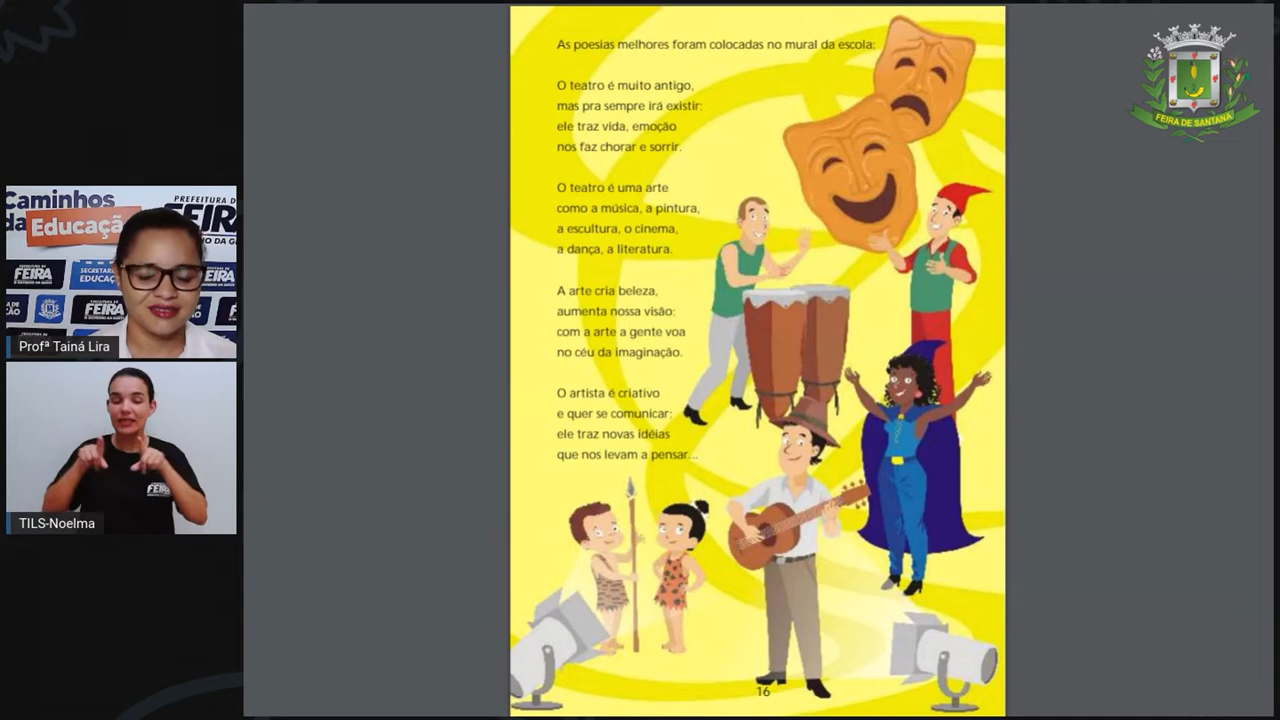 As poesias melhores foram colocadas no mural da escola:
O teatro é muito antigo,
mas pra sempre irá existir:
ele traz vida, emoção
nos faz chorar e sorrir.
O teatro é uma arte
como a música, a pintura,
a escultura, o cinema,
a dança, a literatura.
A arte cria beleza,
aumenta nossa visão:
com a arte a gente voa
no céu da imaginação.
O artista é criativo
e quer se comunicar:
ele traz novas idéias
que nos levam a pensar...
16
FEIRA DE SANTANA
Caminhos
da Educaçã
PREFEITURA D
FEIR
Profª Tainá Lira
FEIRA
TILS-Noelma